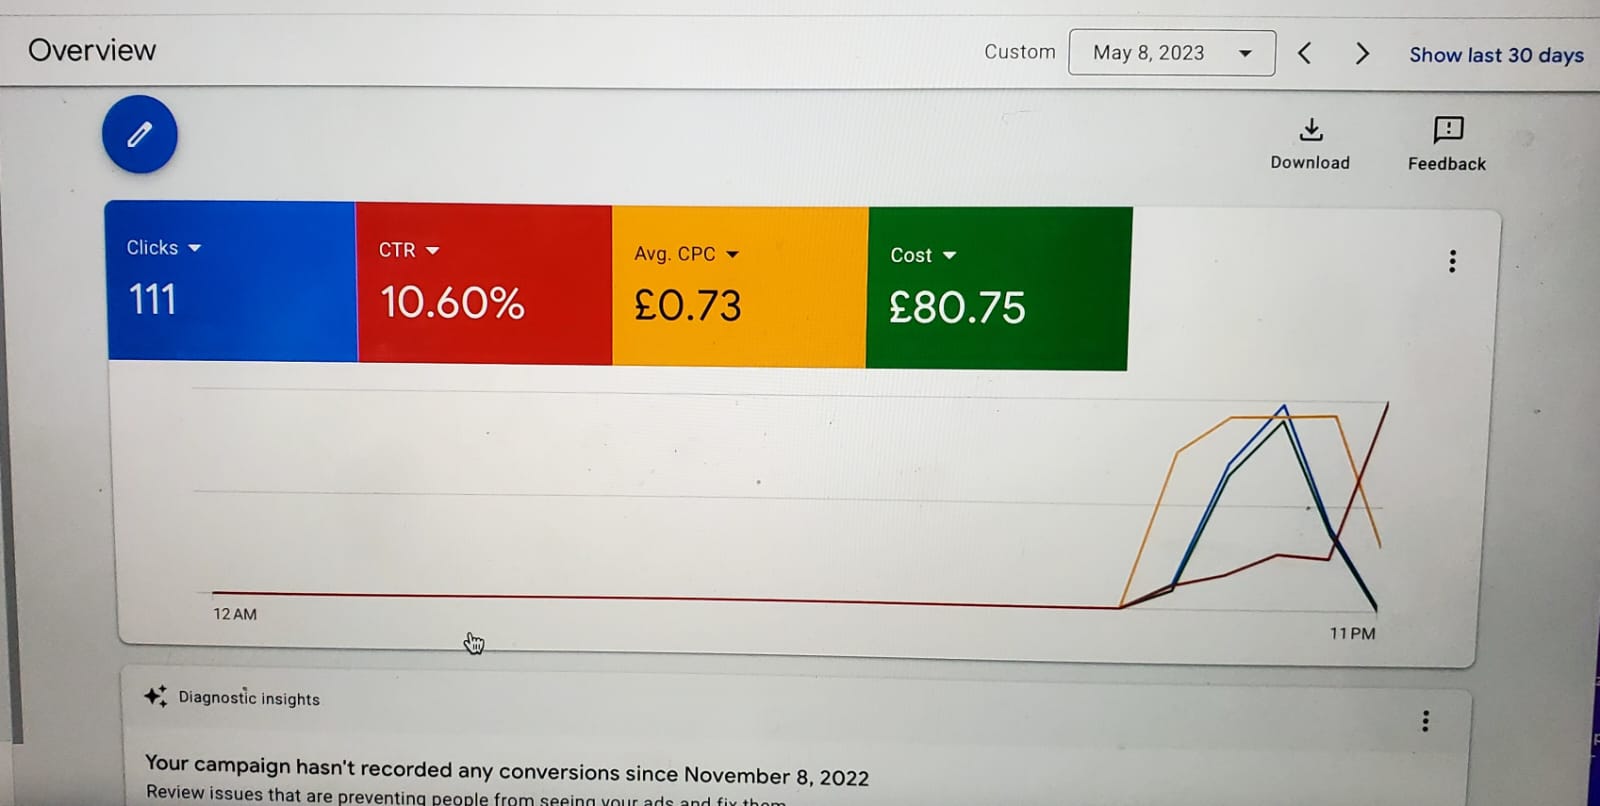 Overview
Custom
May 8, 2023
Show last 30 days
Download
Feedback
Clicks
111
CTR
10.60%
Avg. CPC
£0.73
Cost
£80.75
12 AM
11 PM
Diagnostic insights
Your campaign hasn't recorded any conversions since November 8, 2022
Review issues that are preventing people from seeing your ads and fix them